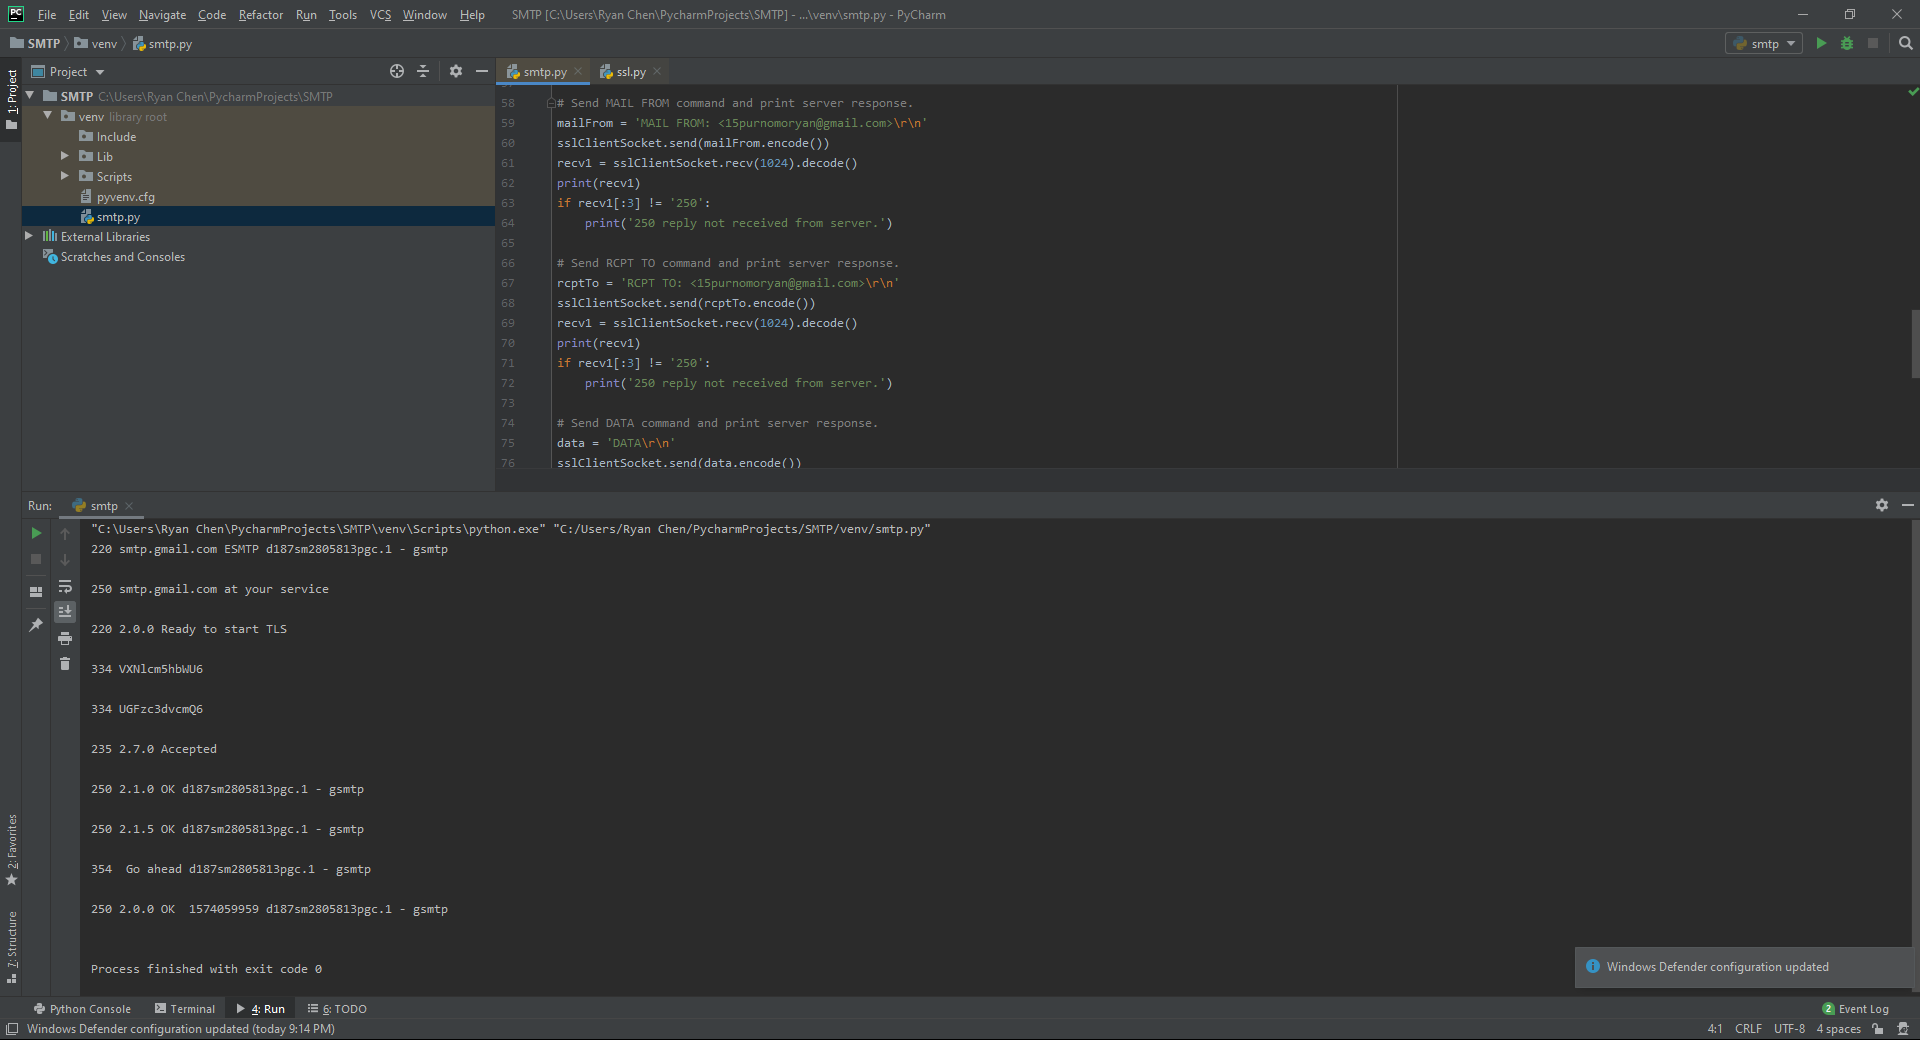 PC File Edit View Navigate Code Refactor Run Tools VCS Window Help SMTP [C:\Users\Ryan Chen\PycharmProjects\SMTP] - ...\venv\smtp.py - PyCharm
SMTP venv smtp.py smtp
1: Project
Project
SMTP C:\Users\Ryan Chen\PycharmProjects\SMTP
venv library root
Include
Lib
Scripts
pyvenv.cfg
smtp.py
External Libraries
Scratches and Consoles
smtp.py ssl.py
58 # Send MAIL FROM command and print server response.
59 mailFrom = 'MAIL FROM: <15purnomoryan@gmail.com>\r\n'
60 sslClientSocket.send(mailFrom.encode())
61 recv1 = sslClientSocket.recv(1024).decode()
62 print(recv1)
63 if recv1[:3] != '250':
64     print('250 reply not received from server.')
65
66 # Send RCPT TO command and print server response.
67 rcptTo = 'RCPT TO: <15purnomoryan@gmail.com>\r\n'
68 sslClientSocket.send(rcptTo.encode())
69 recv1 = sslClientSocket.recv(1024).decode()
70 print(recv1)
71 if recv1[:3] != '250':
72     print('250 reply not received from server.')
73
74 # Send DATA command and print server response.
75 data = 'DATA\r\n'
76 sslClientSocket.send(data.encode())
Run: smtp
"C:\Users\Ryan Chen\PycharmProjects\SMTP\venv\Scripts\python.exe" "C:/Users/Ryan Chen/PycharmProjects/SMTP/venv/smtp.py"
220 smtp.gmail.com ESMTP d187sm2805813pgc.1 - gsmtp
250 smtp.gmail.com at your service
220 2.0.0 Ready to start TLS
334 VXNlcm5hbWU6
334 UGFzc3dvcmQ6
235 2.7.0 Accepted
250 2.1.0 OK d187sm2805813pgc.1 - gsmtp
250 2.1.5 OK d187sm2805813pgc.1 - gsmtp
354  Go ahead d187sm2805813pgc.1 - gsmtp
250 2.0.0 OK  1574059959 d187sm2805813pgc.1 - gsmtp
Process finished with exit code 0
2: Favorites
7: Structure
Windows Defender configuration updated
Python Console Terminal 4: Run 6: TODO 2 Event Log
Windows Defender configuration updated (today 9:14 PM) 4:1 CRLF UTF-8 4 spaces